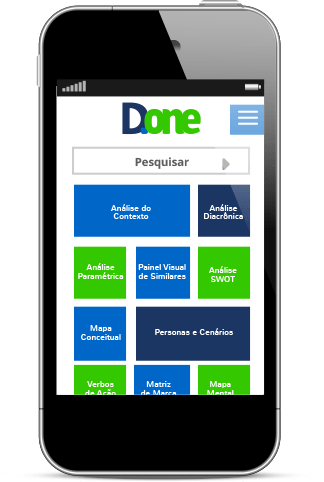 D.one
Pesquisar
Análise do
Contexto
Análise
Diacrônica
Análise
Paramétrica
Painel Visual
de Similares
Análise
SWOT
Mapa
Conceitual
Personas e Cenários
Verbos
de Ação
Matriz
de Marca
Mapa
Mental